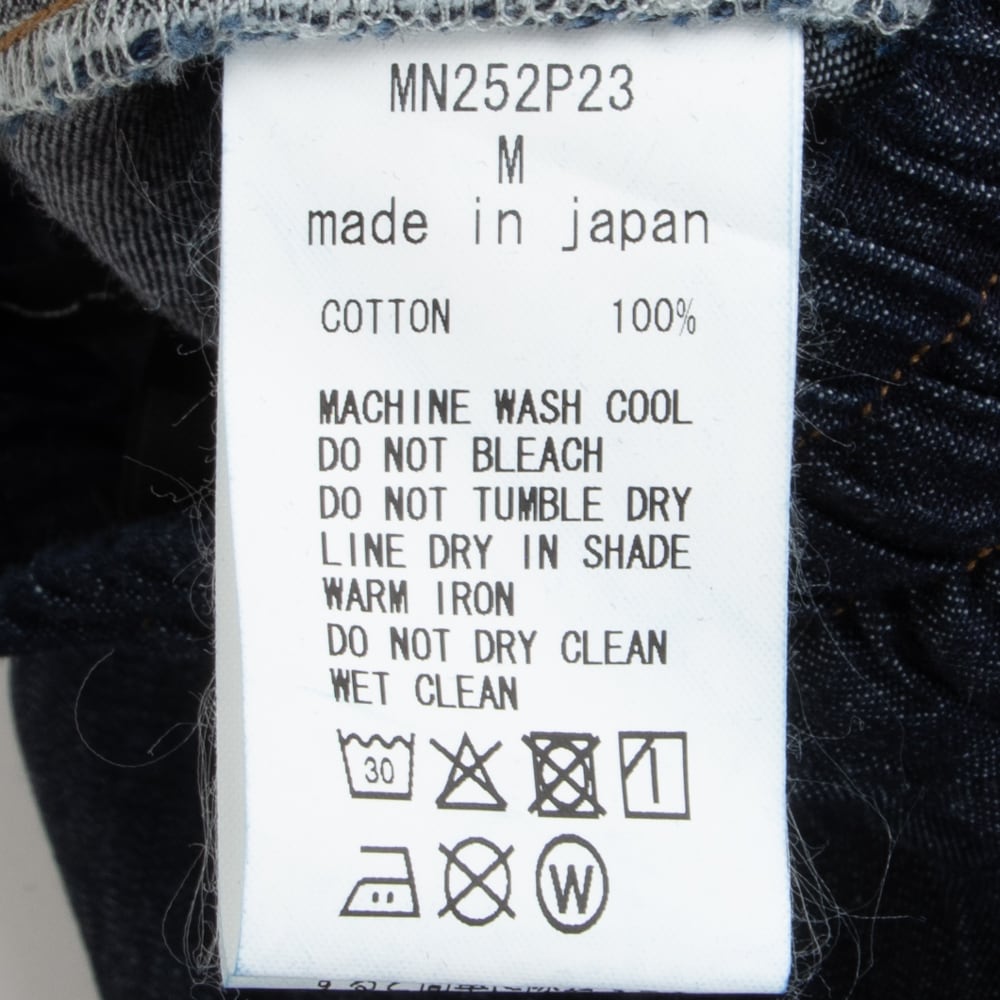 MN252P23
M
made in japan
COTTON 100%
MACHINE WASH COOL
DO NOT BLEACH
DO NOT TUMBLE DRY
LINE DRY IN SHADE
WARM IRON
DO NOT DRY CLEAN
WET CLEAN
30
W